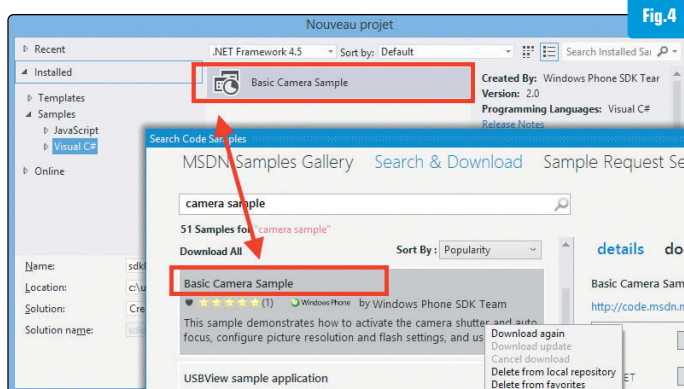 Fig.4
Nouveau projet
Recent
.NET Framework 4.5
Sort by: Default
Installed
Templates
Samples
JavaScript
Visual C#
Online
Basic Camera Sample
Created By: Windows Phone SDK Tear
Version: 2.0
Programming Languages: Visual C#
Release Notes
Name:
Location: c:\u
Solution: Cre
Solution name:
Search Code Samples
MSDN Samples Gallery
Search & Download
Sample Request Se
camera sample
51 Samples for "camera sample"
Download All
Sort By : Popularity
Basic Camera Sample
(1) Windows Phone by Windows Phone SDK Team
This sample demonstrates how to activate the camera shutter and auto
focus, configure picture resolution and flash settings, and us
USBView sample application
details do
Basic Camera Sam
http://code.msdn.m
Download again
Download update
Cancel download
Delete from local repository
Delete from favorites
ET